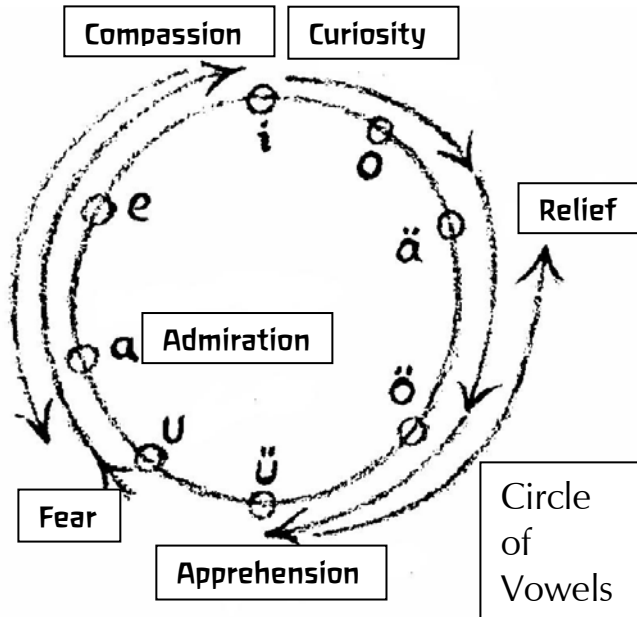 Compassion
Curiosity
i
o
e
ä
Relief
a
Admiration
ö
u
ü
Fear
Apprehension
Circle
of
Vowels